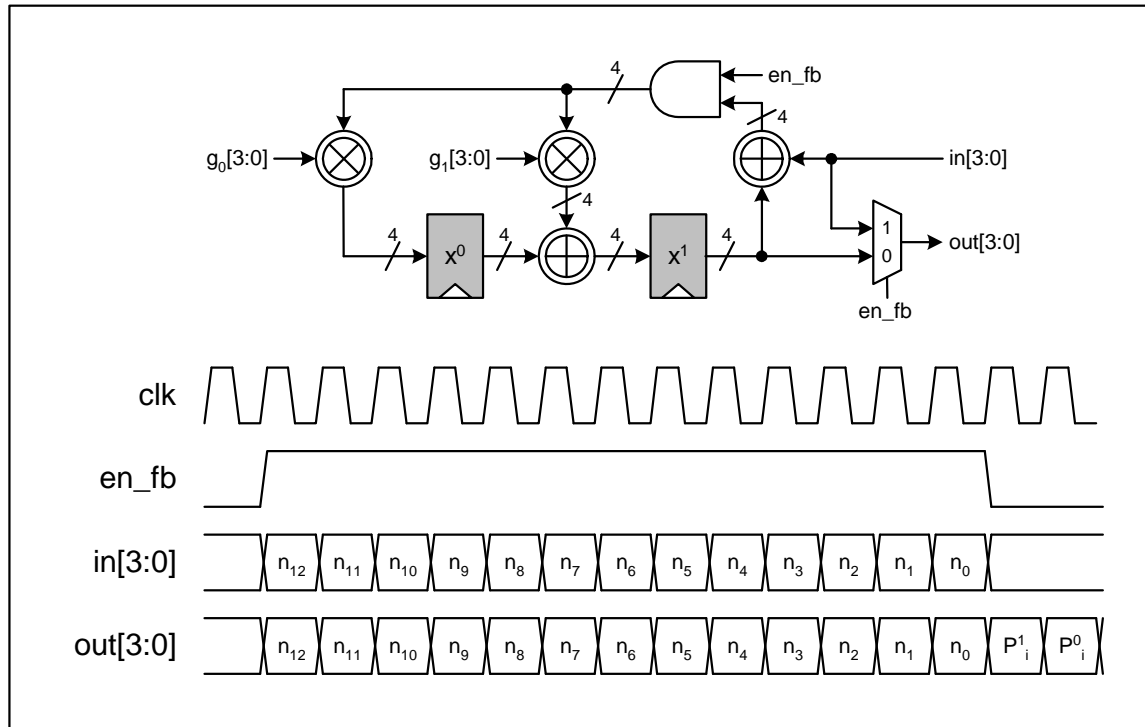 4
en_fb
4
g₀[3:0]
g₁[3:0]
in[3:0]
4
4
x⁰
4
4
x¹
4
1
0
out[3:0]
en_fb
clk
en_fb
in[3:0] n₁₂ n₁₁ n₁₀ n₉ n₈ n₇ n₆ n₅ n₄ n₃ n₂ n₁ n₀
out[3:0] n₁₂ n₁₁ n₁₀ n₉ n₈ n₇ n₆ n₅ n₄ n₃ n₂ n₁ n₀ P¹ᵢ P⁰ᵢ